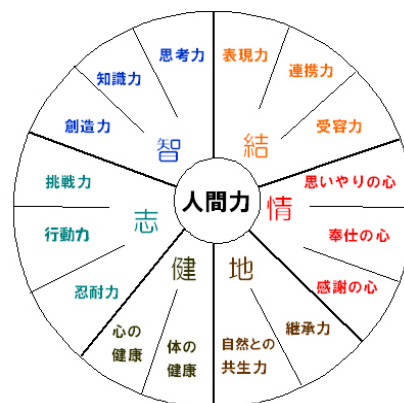 思考力
表現力
知識力
連携力
創造力
受容力
智
結
挑戦力
思いやりの心
人間力
志
情
行動力
奉仕の心
健
地
忍耐力
感謝の心
心の
健康
体の
健康
自然との
共生力
継承力